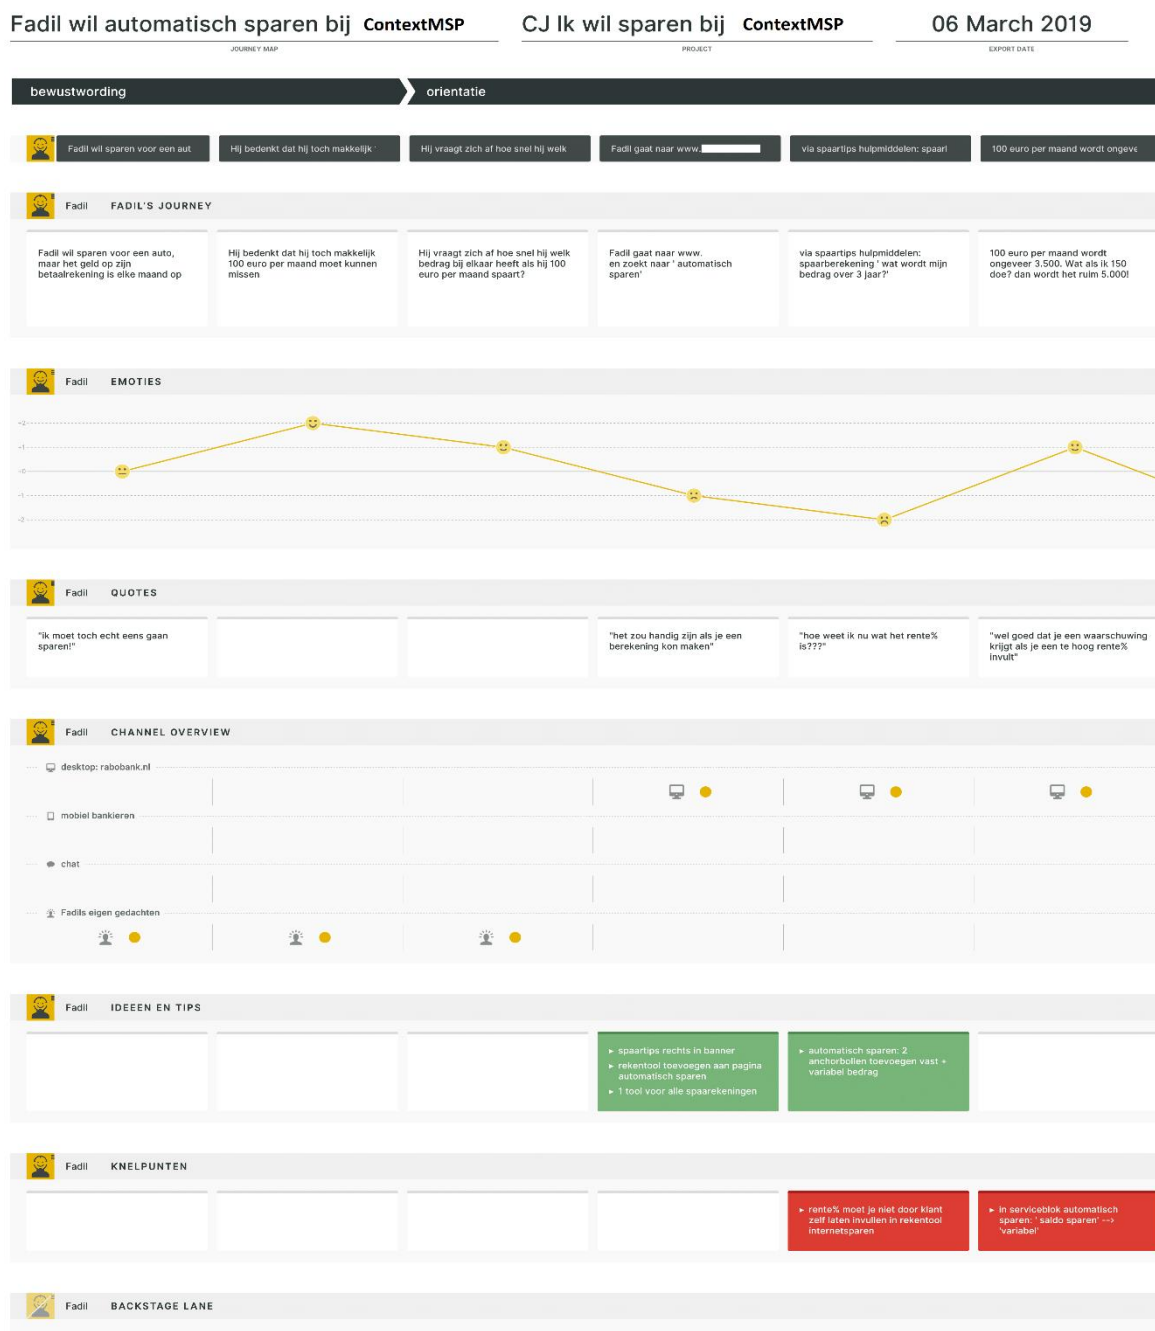 Fadil wil automatisch sparen bij ContextMSP
JOURNEY MAP
CJ Ik wil sparen bij ContextMSP
PROJECT
06 March 2019
EXPORT DATE
bewustwording
orientatie
Fadil wil sparen voor een aut
Hij bedenkt dat hij toch makkelijk
Hij vraagt zich af hoe snel hij welk
Fadil gaat naar www.
via spaartips hulpmiddelen: spaarl
100 euro per maand wordt ongeve
Fadil FADIL'S JOURNEY
Fadil wil sparen voor een auto,
maar het geld op zijn
betaalrekening is elke maand op
Hij bedenkt dat hij toch makkelijk
100 euro per maand moet kunnen
missen
Hij vraagt zich af hoe snel hij welk
bedrag bij elkaar heeft als hij 100
euro per maand spaart?
Fadil gaat naar www.
en zoekt naar ' automatisch
sparen'
via spaartips hulpmiddelen:
spaarberekening ' wat wordt mijn
bedrag over 3 jaar?'
100 euro per maand wordt
ongeveer 3.500. Wat als ik 150
doe? dan wordt het ruim 5.000!
Fadil EMOTIES
+2
+1
+0
-1
-2
Fadil QUOTES
"ik moet toch echt eens gaan
sparen!"
"het zou handig zijn als je een
berekening kon maken"
"hoe weet ik nu wat het rente%
is???"
"wel goed dat je een waarschuwing
krijgt als je een te hoog rente%
invult"
Fadil CHANNEL OVERVIEW
desktop: rabobank.nl
mobiel bankieren
chat
Fadils eigen gedachten
Fadil IDEEEN EN TIPS
▸ spaartips rechts in banner
▸ rekentool toevoegen aan pagina
automatisch sparen
▸ 1 tool voor alle spaarekeningen
▸ automatisch sparen: 2
anchorbollen toevoegen vast +
variabel bedrag
Fadil KNELPUNTEN
▸ rente% moet je niet door klant
zelf laten invullen in rekentool
internetsparen
▸ in serviceblok automatisch
sparen: ' saldo sparen' -->
'variabel'
Fadil BACKSTAGE LANE